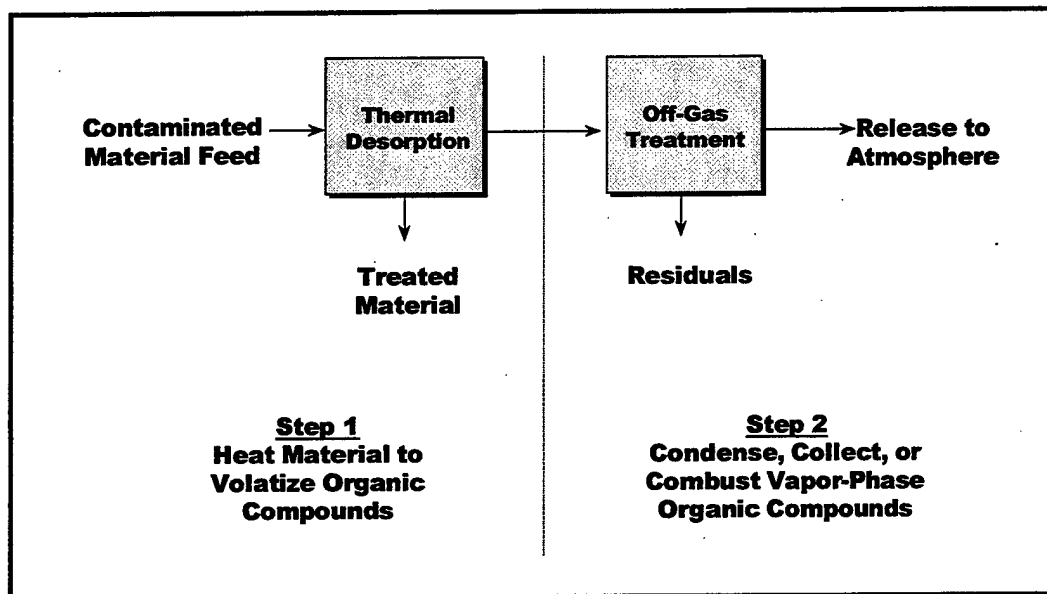 Contaminated
Material Feed
Thermal
Desorption
Off-Gas
Treatment
Release to
Atmosphere
Treated
Material
Residuals
Step 1
Heat Material to
Volatize Organic
Compounds
Step 2
Condense, Collect, or
Combust Vapor-Phase
Organic Compounds